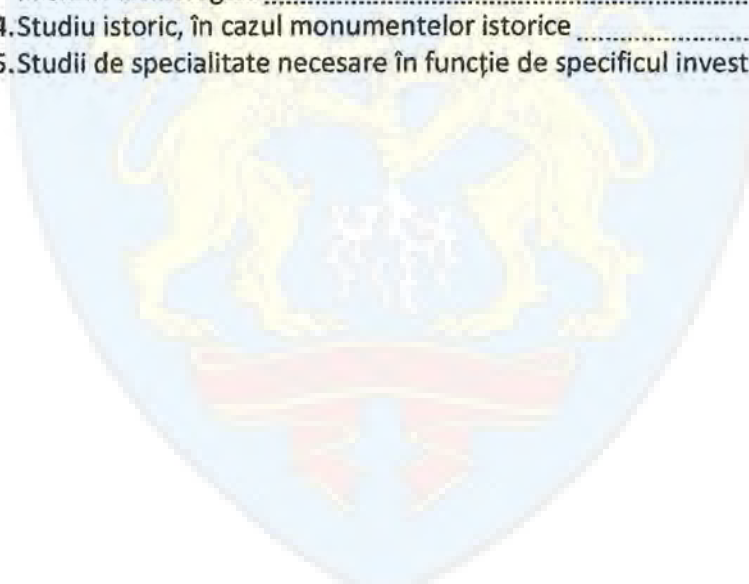 4.Studiu istoric, în cazul monumentelor istorice
5.Studii de specialitate necesare în funcție de specificul invest